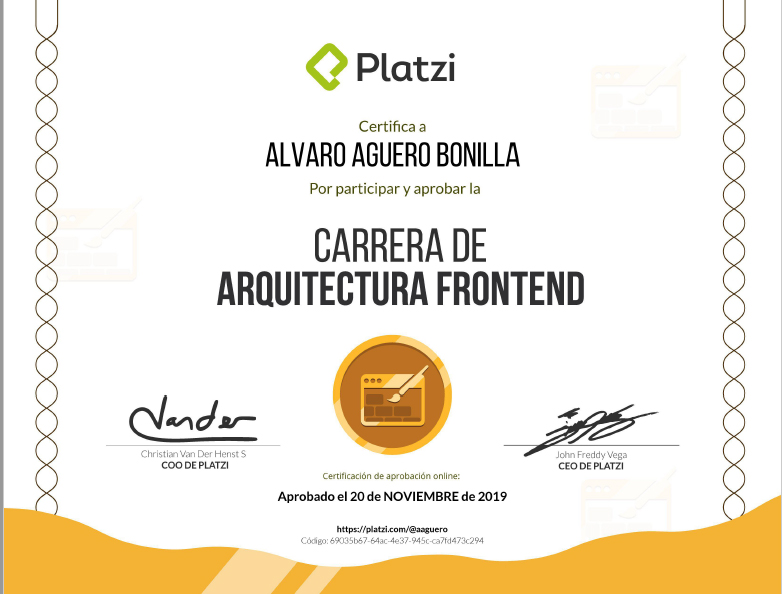 Platzi
Certifica a
ALVARO AGUERO BONILLA
Por participar y aprobar la
CARRERA DE
ARQUITECTURA FRONTEND
Vander
Christian Van Der Henst S
COO DE PLATZI
John Freddy Vega
CEO DE PLATZI
Certificación de aprobación online:
Aprobado el 20 de NOVIEMBRE de 2019
https://platzi.com/@aaguero
Código: 69035b67-64ac-4e37-945c-ca7fd473c294